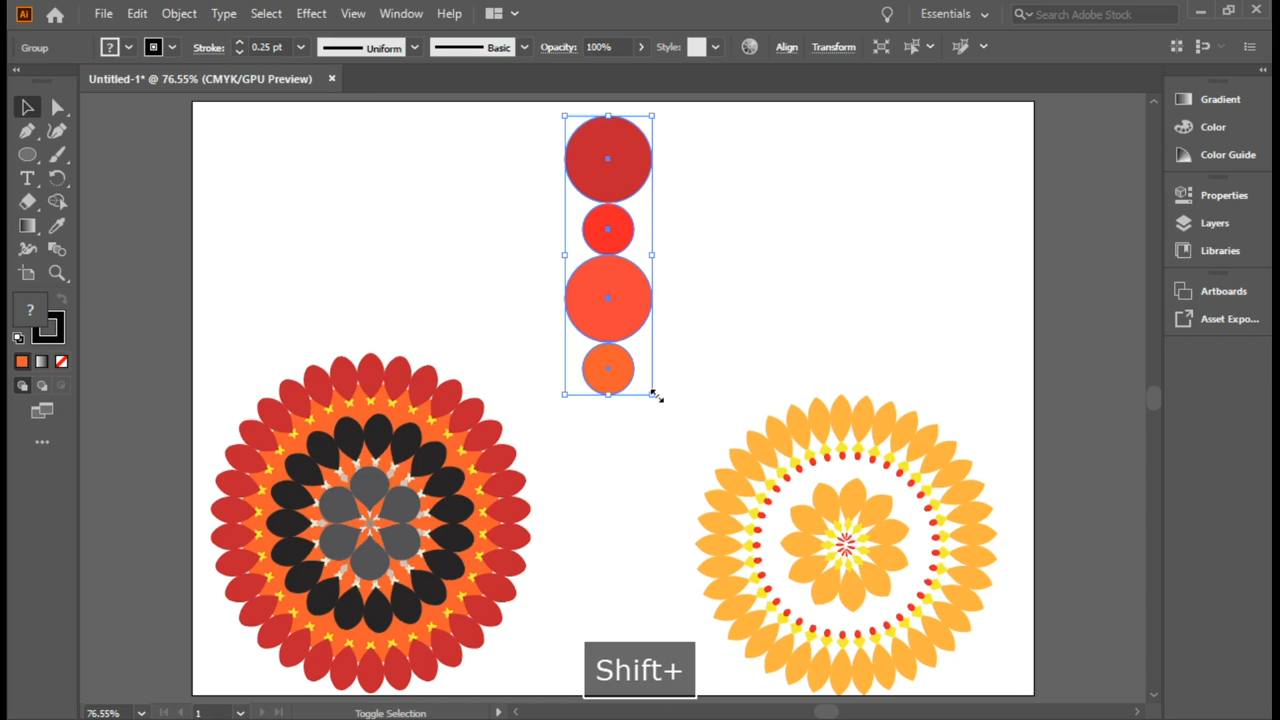 Ai File Edit Object Type Select Effect View Window Help Essentials Search Adobe Stock
Group ? Stroke: 0.25 pt Uniform Basic Opacity: 100% Style: Align Transform
Untitled-1* @ 76.55% (CMYK/GPU Preview) ×
Gradient
Color
Color Guide
Properties
Layers
Libraries
Artboards
Asset Expo...
T
?
Shift+
76.55% 1 Toggle Selection